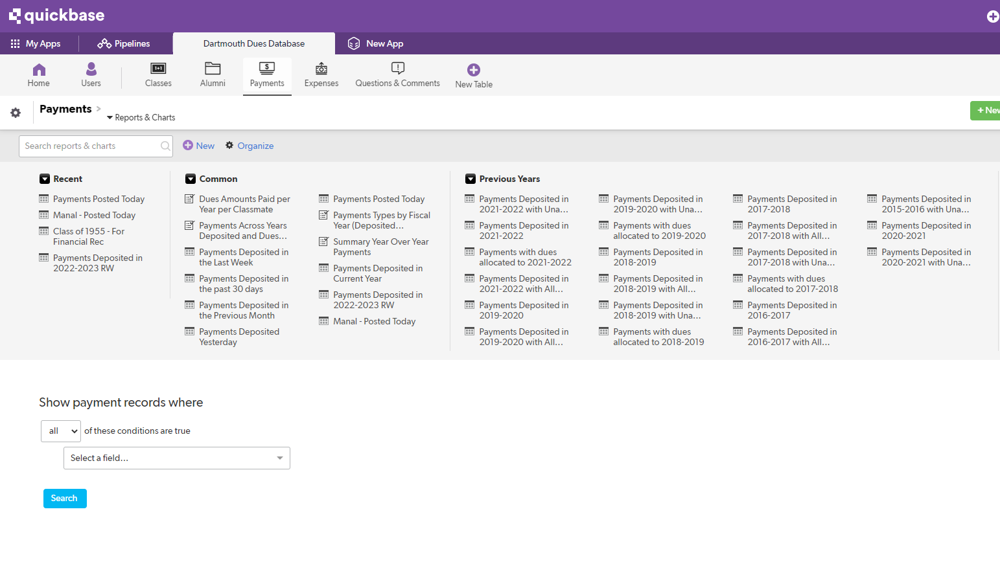 quickbase
My Apps
Pipelines
Dartmouth Dues Database
New App
Home
Users
1+1
Classes
Alumni
$
Payments
Expenses
Questions & Comments
New Table
Payments >
Reports & Charts
+ New
Search reports & charts
New
Organize
Recent
Payments Posted Today
Manal - Posted Today
Class of 1955 - For
Financial Rec
Payments Deposited in
2022-2023 RW
Common
Dues Amounts Paid per
Year per Classmate
Payments Across Years
Deposited and Dues...
Payments Deposited in
the Last Week
Payments Deposited in
the past 30 days
Payments Deposited in
the Previous Month
Payments Deposited
Yesterday
Payments Posted Today
Payments Types by Fiscal
Year (Deposited...
Summary Year Over Year
Payments
Payments Deposited in
Current Year
Payments Deposited in
2022-2023 RW
Manal - Posted Today
Previous Years
Payments Deposited in
2021-2022 with Una...
Payments Deposited in
2021-2022
Payments with dues
allocated to 2021-2022
Payments Deposited in
2021-2022 with All...
Payments Deposited in
2019-2020
Payments Deposited in
2019-2020 with All...
Payments Deposited in
2019-2020 with Una...
Payments with dues
allocated to 2019-2020
Payments Deposited in
2018-2019
Payments Deposited in
2018-2019 with All...
Payments Deposited in
2018-2019 with Una...
Payments with dues
allocated to 2018-2019
Payments Deposited in
2017-2018
Payments Deposited in
2017-2018 with All...
Payments Deposited in
2017-2018 with Una...
Payments with dues
allocated to 2017-2018
Payments Deposited in
2016-2017
Payments Deposited in
2016-2017 with All...
Payments Deposited in
2015-2016 with Una...
Payments Deposited in
2020-2021
Payments Deposited in
2020-2021 with Una...
Show payment records where
all of these conditions are true
Select a field...
Search